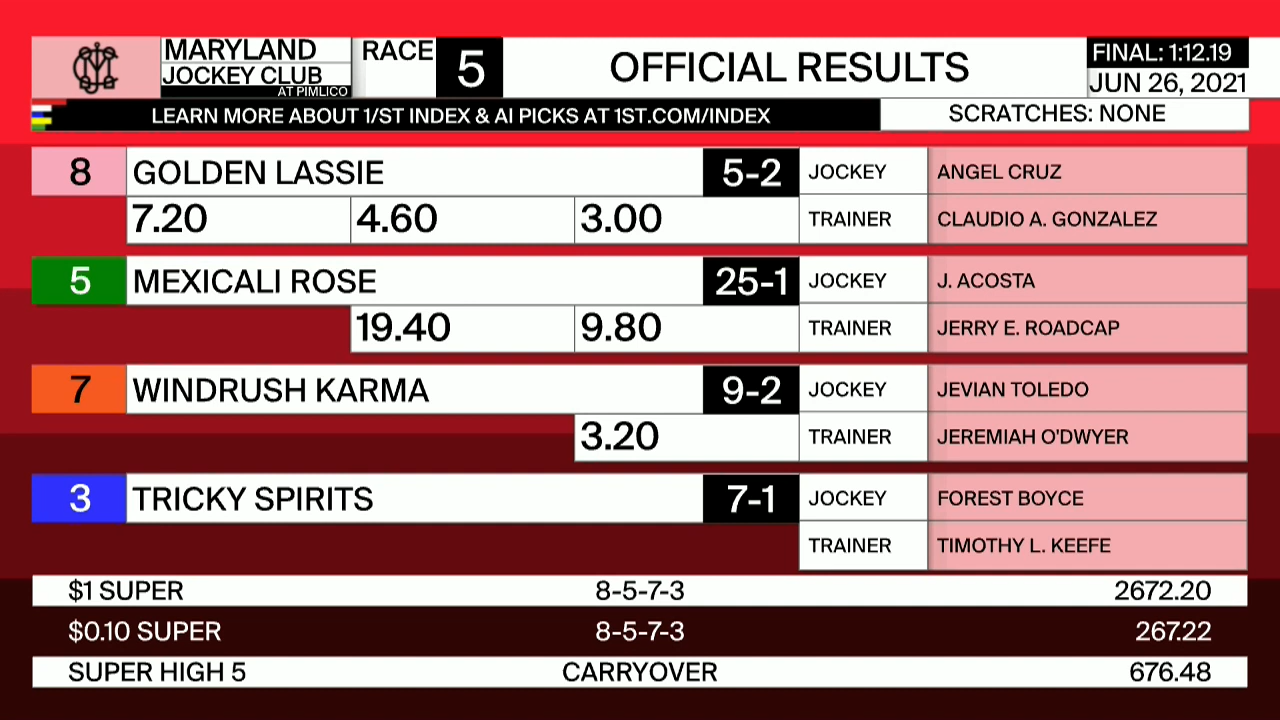 MARYLAND
JOCKEY CLUB
AT PIMLICO
RACE 5
OFFICIAL RESULTS
FINAL: 1:12.19
JUN 26, 2021
LEARN MORE ABOUT 1/ST INDEX & AI PICKS AT 1ST.COM/INDEX
SCRATCHES: NONE
8 GOLDEN LASSIE 5-2 JOCKEY ANGEL CRUZ
7.20 4.60 3.00 TRAINER CLAUDIO A. GONZALEZ
5 MEXICALI ROSE 25-1 JOCKEY J. ACOSTA
19.40 9.80 TRAINER JERRY E. ROADCAP
7 WINDRUSH KARMA 9-2 JOCKEY JEVIAN TOLEDO
3.20 TRAINER JEREMIAH O'DWYER
3 TRICKY SPIRITS 7-1 JOCKEY FOREST BOYCE
TRAINER TIMOTHY L. KEEFE
$1 SUPER 8-5-7-3 2672.20
$0.10 SUPER 8-5-7-3 267.22
SUPER HIGH 5 CARRYOVER 676.48